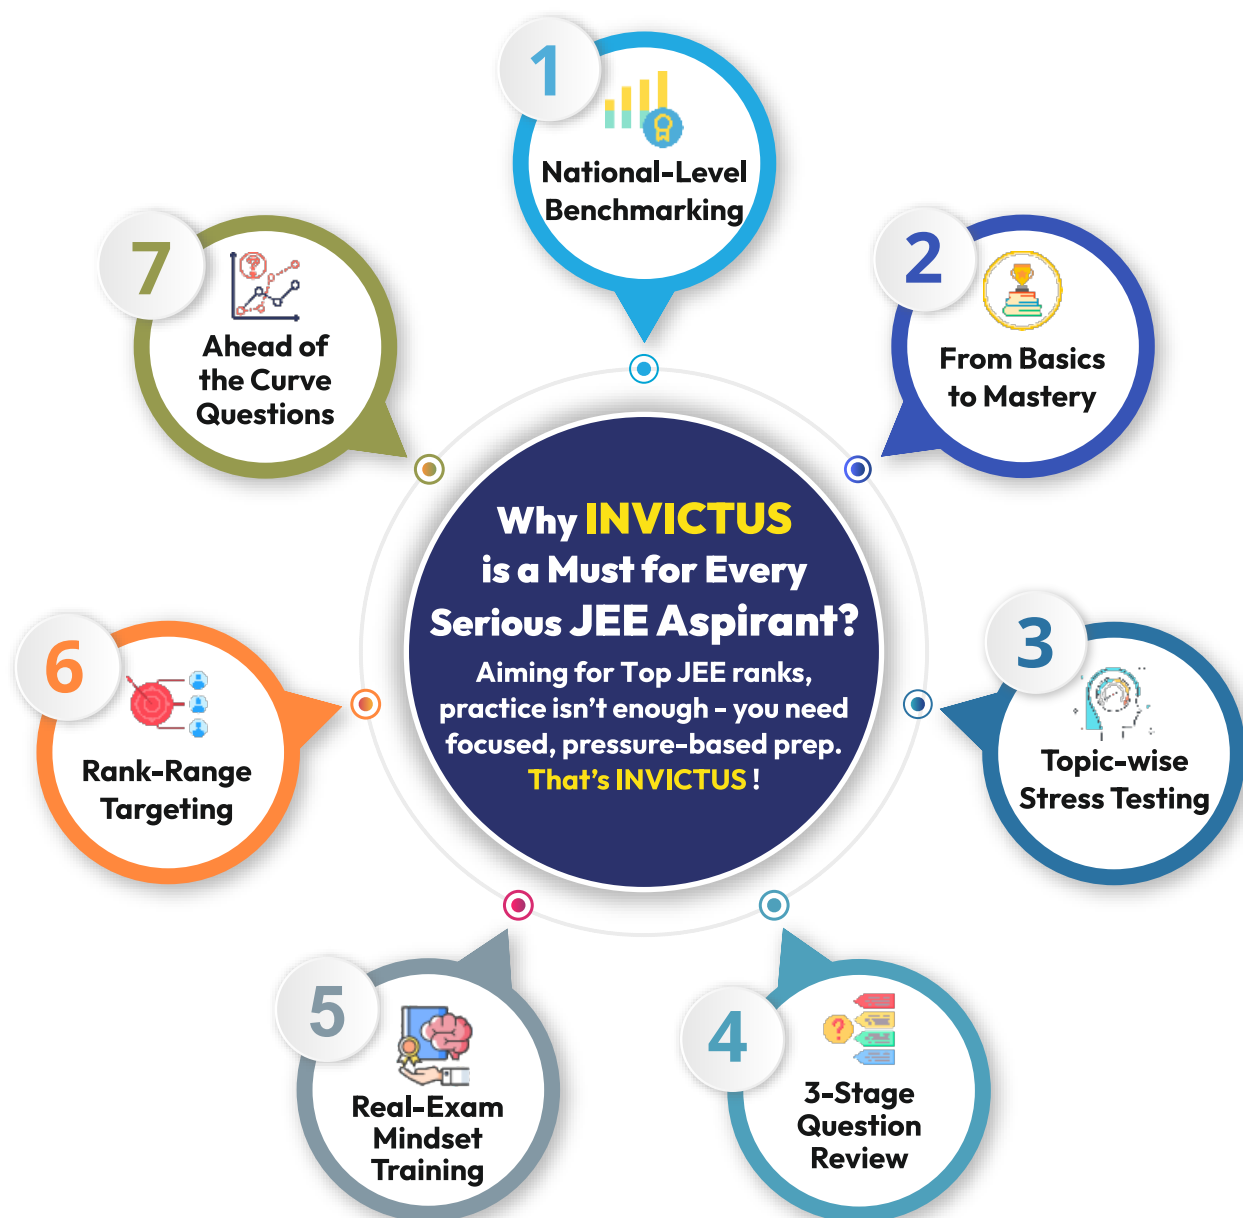 Why INVICTUS
is a Must for Every
Serious JEE Aspirant?
Aiming for Top JEE ranks,
practice isn't enough - you need
focused, pressure-based prep.
That's INVICTUS !
1
National-Level
Benchmarking
2
From Basics
to Mastery
3
Topic-wise
Stress Testing
4
?
3-Stage
Question
Review
5
Real-Exam
Mindset
Training
6
Rank-Range
Targeting
7
?
Ahead of
the Curve
Questions